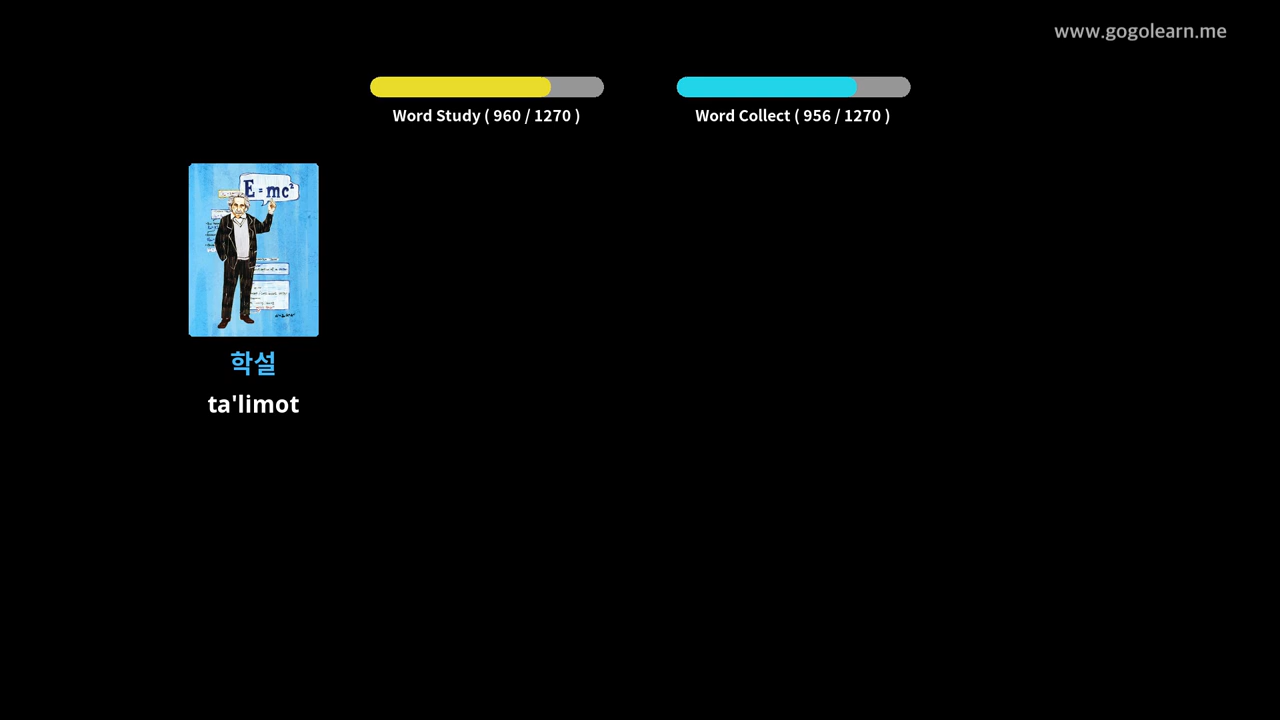 www.gogolearn.me
Word Study ( 960 / 1270 )
Word Collect ( 956 / 1270 )
E = mc²
학설
ta'limot